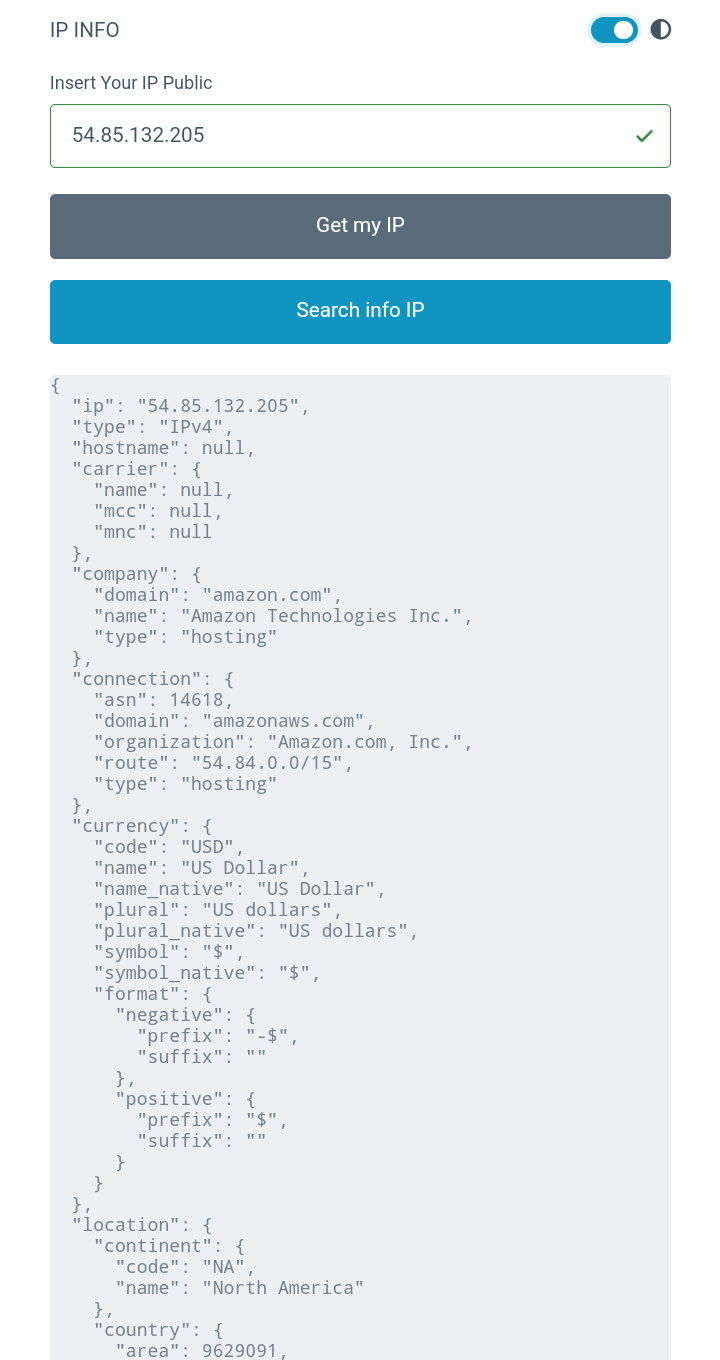 IP INFO
Insert Your IP Public
54.85.132.205
Get my IP
Search info IP
{
  "ip": "54.85.132.205",
  "type": "IPv4",
  "hostname": null,
  "carrier": {
    "name": null,
    "mcc": null,
    "mnc": null
  },
  "company": {
    "domain": "amazon.com",
    "name": "Amazon Technologies Inc.",
    "type": "hosting"
  },
  "connection": {
    "asn": 14618,
    "domain": "amazonaws.com",
    "organization": "Amazon.com, Inc.",
    "route": "54.84.0.0/15",
    "type": "hosting"
  },
  "currency": {
    "code": "USD",
    "name": "US Dollar",
    "name_native": "US Dollar",
    "plural": "US dollars",
    "plural_native": "US dollars",
    "symbol": "$",
    "symbol_native": "$",
    "format": {
      "negative": {
        "prefix": "-$",
        "suffix": ""
      },
      "positive": {
        "prefix": "$",
        "suffix": ""
      }
    }
  },
  "location": {
    "continent": {
      "code": "NA",
      "name": "North America"
    },
    "country": {
      "area": 9629091,